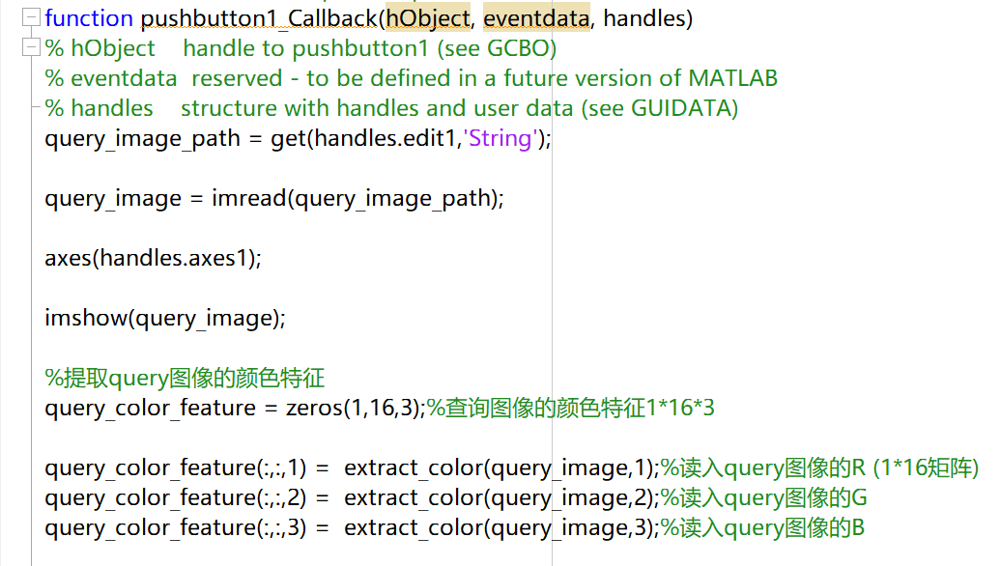 function pushbutton1_Callback(hObject, eventdata, handles)
% hObject    handle to pushbutton1 (see GCBO)
% eventdata  reserved - to be defined in a future version of MATLAB
% handles    structure with handles and user data (see GUIDATA)
query_image_path = get(handles.edit1,'String');
query_image = imread(query_image_path);
axes(handles.axes1);
imshow(query_image);
%提取query图像的颜色特征
query_color_feature = zeros(1,16,3);%查询图像的颜色特征1*16*3
query_color_feature(:,:,1) =  extract_color(query_image,1);%读入query图像的R (1*16矩阵)
query_color_feature(:,:,2) =  extract_color(query_image,2);%读入query图像的G
query_color_feature(:,:,3) =  extract_color(query_image,3);%读入query图像的B